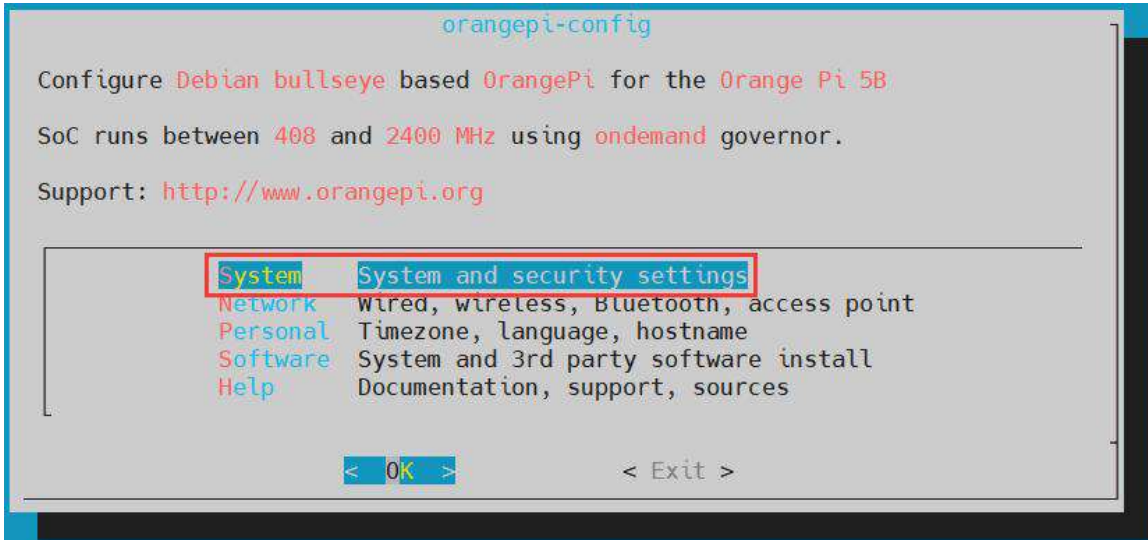 orangepi-config
Configure Debian bullseye based OrangePi for the Orange Pi 5B
SoC runs between 408 and 2400 MHz using ondemand governor.
Support: http://www.orangepi.org
System System and security settings
Network Wired, wireless, Bluetooth, access point
Personal Timezone, language, hostname
Software System and 3rd party software install
Help Documentation, support, sources
< OK > < Exit >